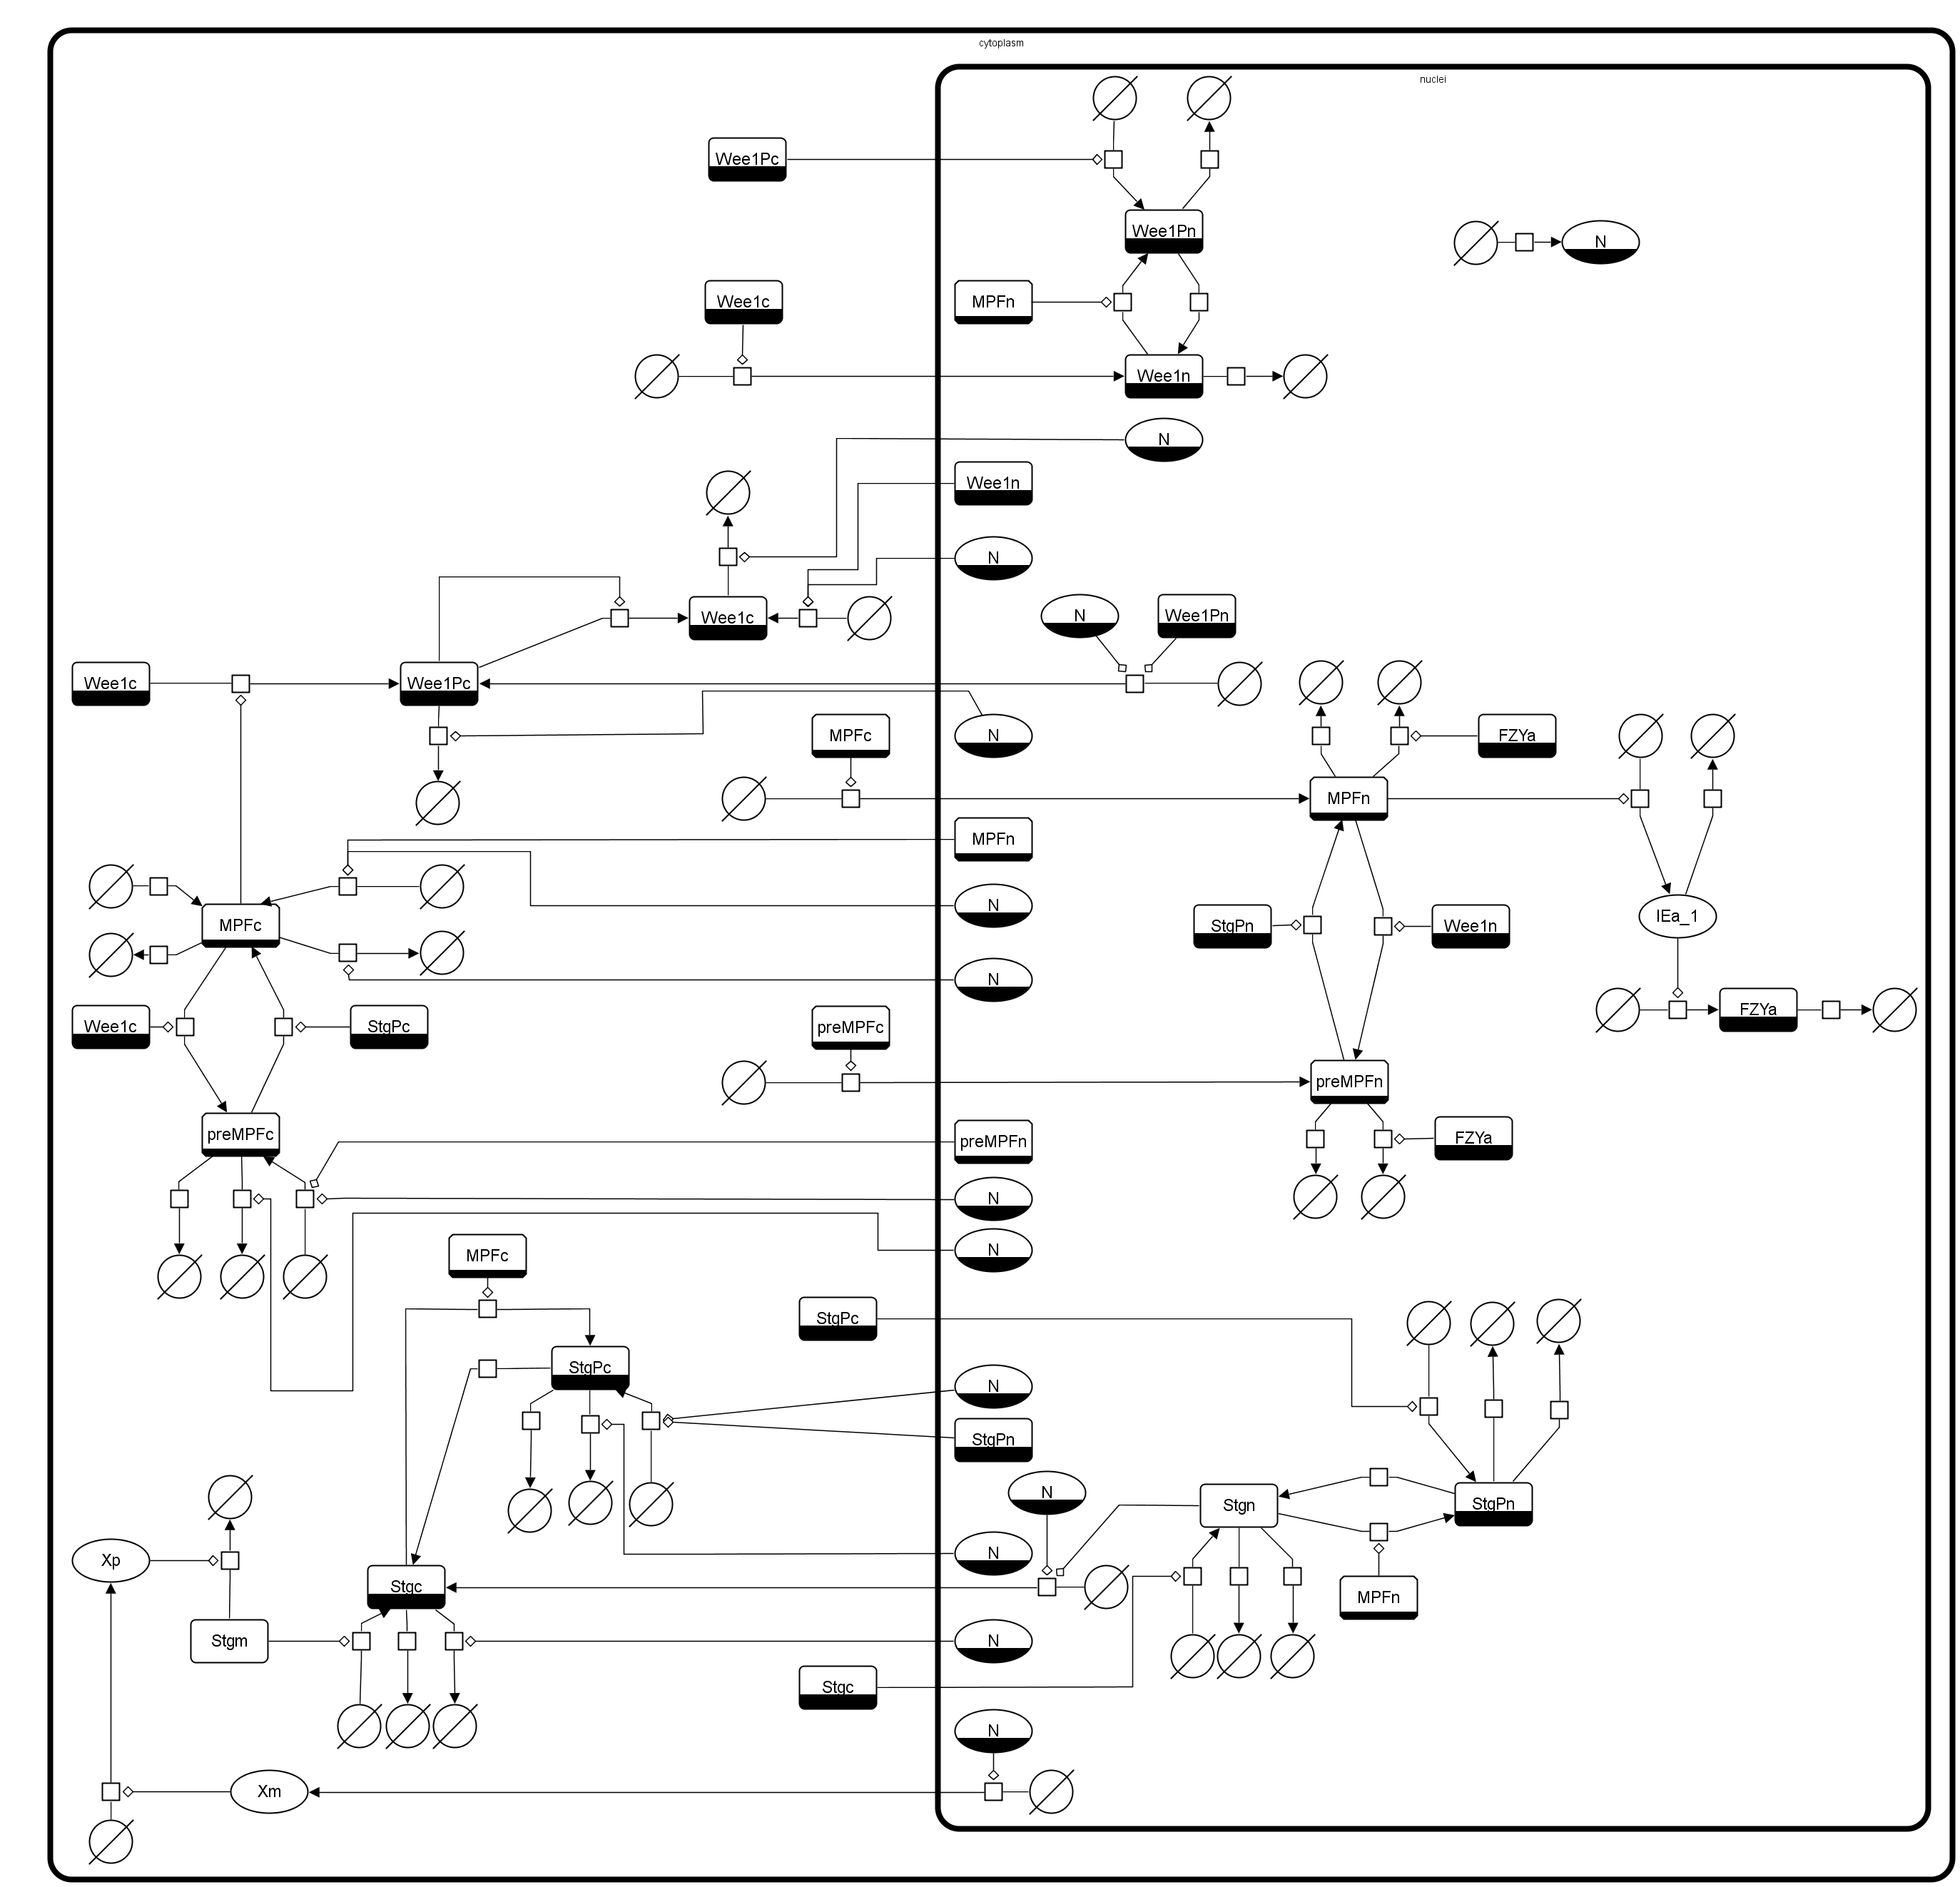 cytoplasm
nuclei
Wee1Pc
Wee1Pn
N
Wee1c
MPFn
Wee1n
N
Wee1n
N
Wee1c
N
Wee1Pn
Wee1c
Wee1Pc
MPFc
N
FZYa
MPFn
MPFn
N
MPFc
StgPn
Wee1n
IEa_1
N
Wee1c
StgPc
preMPFc
FZYa
preMPFn
preMPFc
preMPFn
FZYa
N
N
MPFc
StgPc
StgPc
N
StgPn
N
Stgn
StgPn
Xp
N
Stgc
MPFn
Stgm
N
Stgc
N
Xm